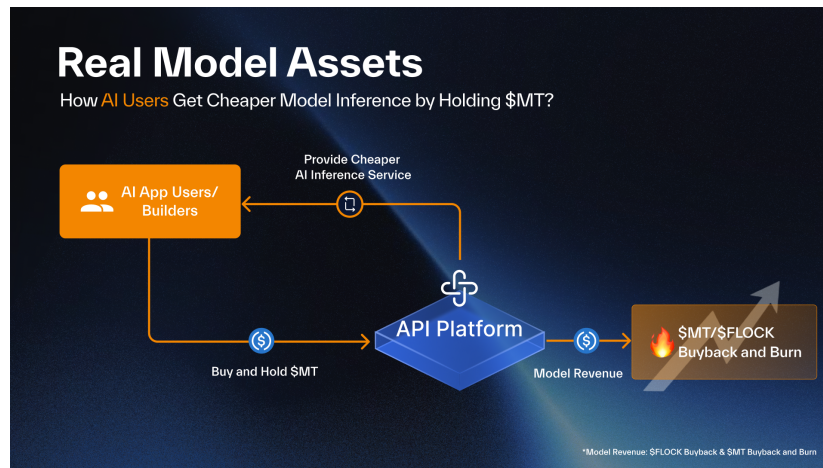 Real Model Assets
How AI Users Get Cheaper Model Inference by Holding $MT?
Provide Cheaper
AI Inference Service
AI App Users/
Builders
API Platform
$MT/$FLOCK
Buyback and Burn
Buy and Hold $MT
Model Revenue
*Model Revenue: $FLOCK Buyback & $MT Buyback and Burn